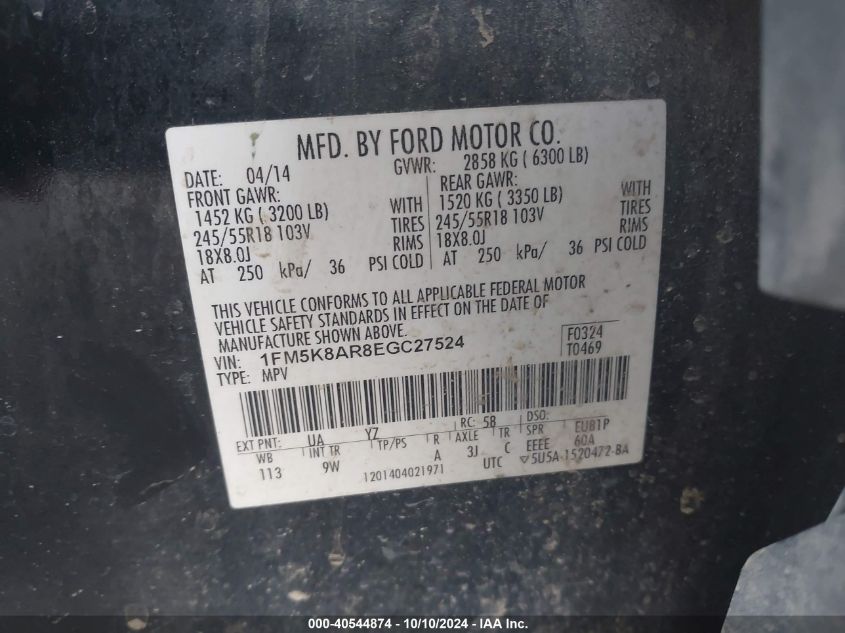 MFD. BY FORD MOTOR CO.
DATE: 04/14 GVWR: 2858 KG ( 6300 LB)
FRONT GAWR: REAR GAWR:
1452 KG ( 3200 LB) WITH 1520 KG ( 3350 LB) WITH
245/55R18 103V TIRES 245/55R18 103V TIRES
18X8.0J RIMS 18X8.0J RIMS
AT 250 kPa/ 36 PSI COLD AT 250 kPa/ 36 PSI COLD
THIS VEHICLE CONFORMS TO ALL APPLICABLE FEDERAL MOTOR
VEHICLE SAFETY STANDARDS IN EFFECT ON THE DATE OF
MANUFACTURE SHOWN ABOVE.
VIN: 1FM5K8AR8EGC27524 F0324
TYPE: MPV T0469
EXT PNT: UA YZ RC: 58 DSO:
WB INT TR TP/PS R AXLE TR SPR EUB1P
113 9W A 3J C EEEE 60A
1201404021971 UTC ▽5U5A-1520472-BA
000-40544874 - 10/10/2024 - IAA Inc.